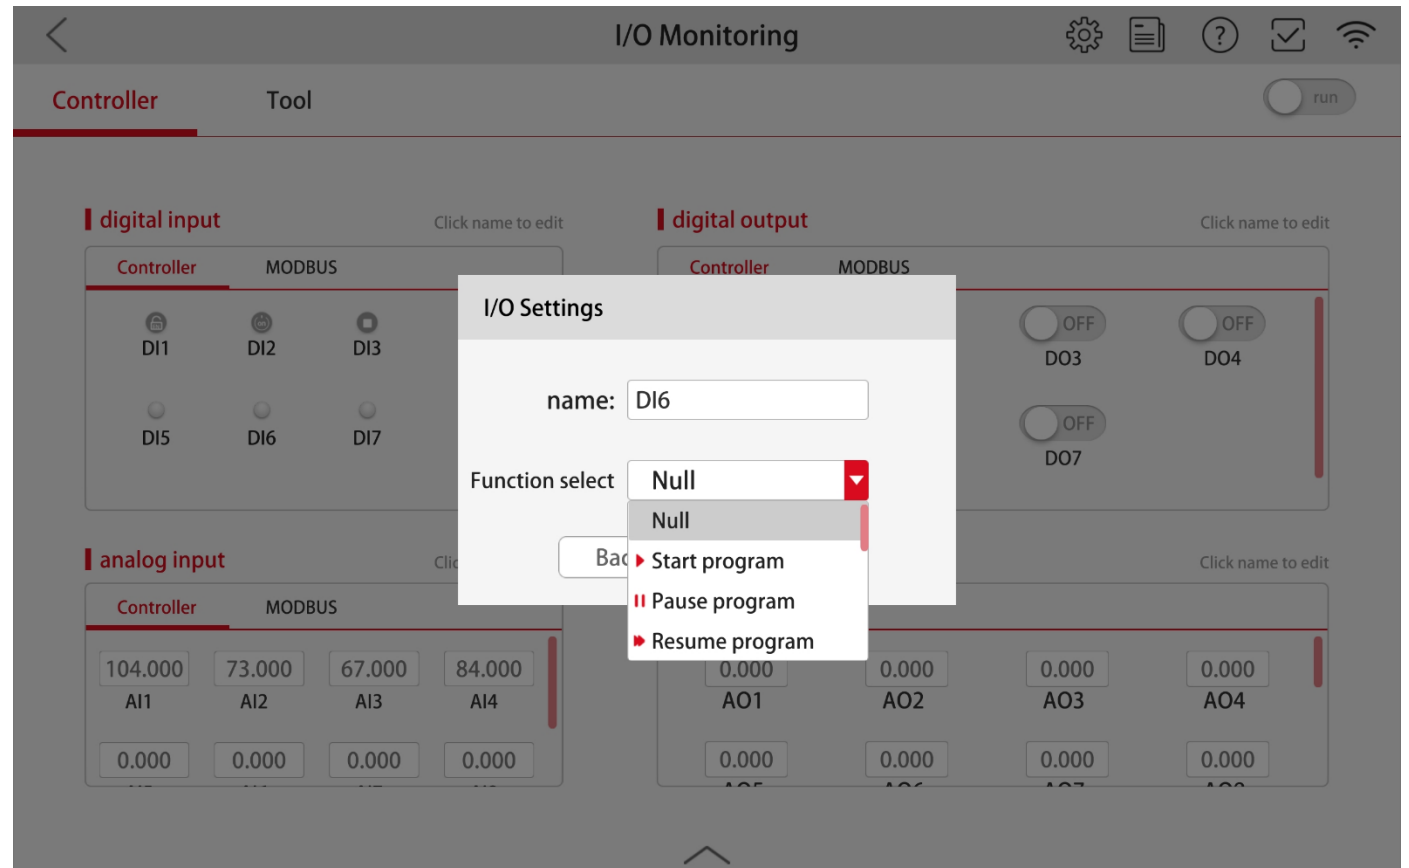 I/O Monitoring
Controller Tool run
digital input Click name to edit
Controller MODBUS
DI1 DI2 DI3
DI5 DI6 DI7
digital output Click name to edit
Controller MODBUS
OFF OFF
DO3 DO4
OFF
DO7
I/O Settings
name: DI6
Function select Null
Null
Start program
Pause program
Resume program
analog input
Controller MODBUS
104.000 73.000 67.000 84.000
AI1 AI2 AI3 AI4
0.000 0.000 0.000 0.000
Click name to edit
0.000 0.000 0.000 0.000
AO1 AO2 AO3 AO4
0.000 0.000 0.000 0.000